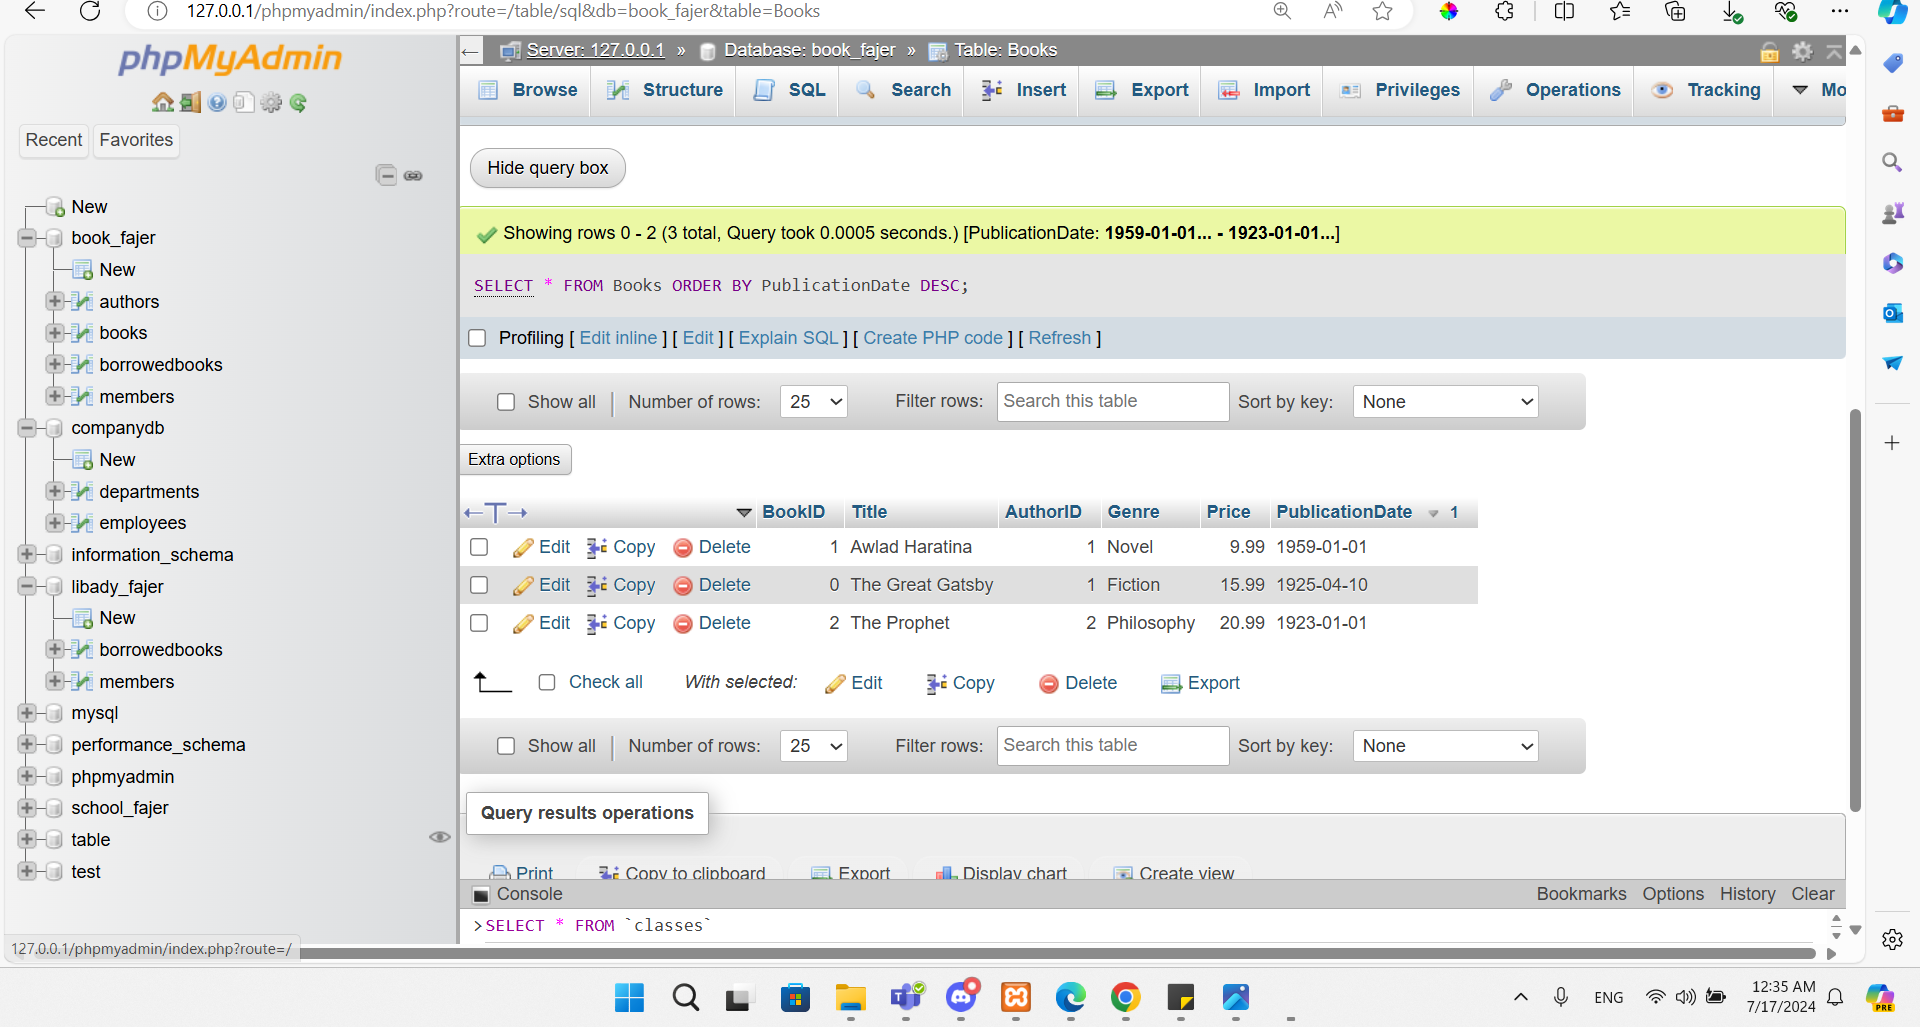 127.0.0.1/phpmyadmin/index.php?route=/table/sql&db=book_fajer&table=Books
phpMyAdmin
Recent Favorites
New
book_fajer
New
authors
books
borrowedbooks
members
companydb
New
departments
employees
information_schema
libady_fajer
New
borrowedbooks
members
mysql
performance_schema
phpmyadmin
school_fajer
table
test
127.0.0.1/phpmyadmin/index.php?route=/
Server: 127.0.0.1 » Database: book_fajer » Table: Books
Browse Structure SQL Search Insert Export Import Privileges Operations Tracking Mo
Hide query box
Showing rows 0 - 2 (3 total, Query took 0.0005 seconds.) [PublicationDate: 1959-01-01... - 1923-01-01...]
SELECT * FROM Books ORDER BY PublicationDate DESC;
Profiling [ Edit inline ] [ Edit ] [ Explain SQL ] [ Create PHP code ] [ Refresh ]
Show all | Number of rows: 25 Filter rows: Search this table Sort by key: None
Extra options
←T→ BookID Title AuthorID Genre Price PublicationDate 1
Edit Copy Delete 1 Awlad Haratina 1 Novel 9.99 1959-01-01
Edit Copy Delete 0 The Great Gatsby 1 Fiction 15.99 1925-04-10
Edit Copy Delete 2 The Prophet 2 Philosophy 20.99 1923-01-01
Check all With selected: Edit Copy Delete Export
Show all | Number of rows: 25 Filter rows: Search this table Sort by key: None
Query results operations
Print Copy to clipboard Export Display chart Create view
Console Bookmarks Options History Clear
>SELECT * FROM `classes`
ENG
12:35 AM
7/17/2024
PRE